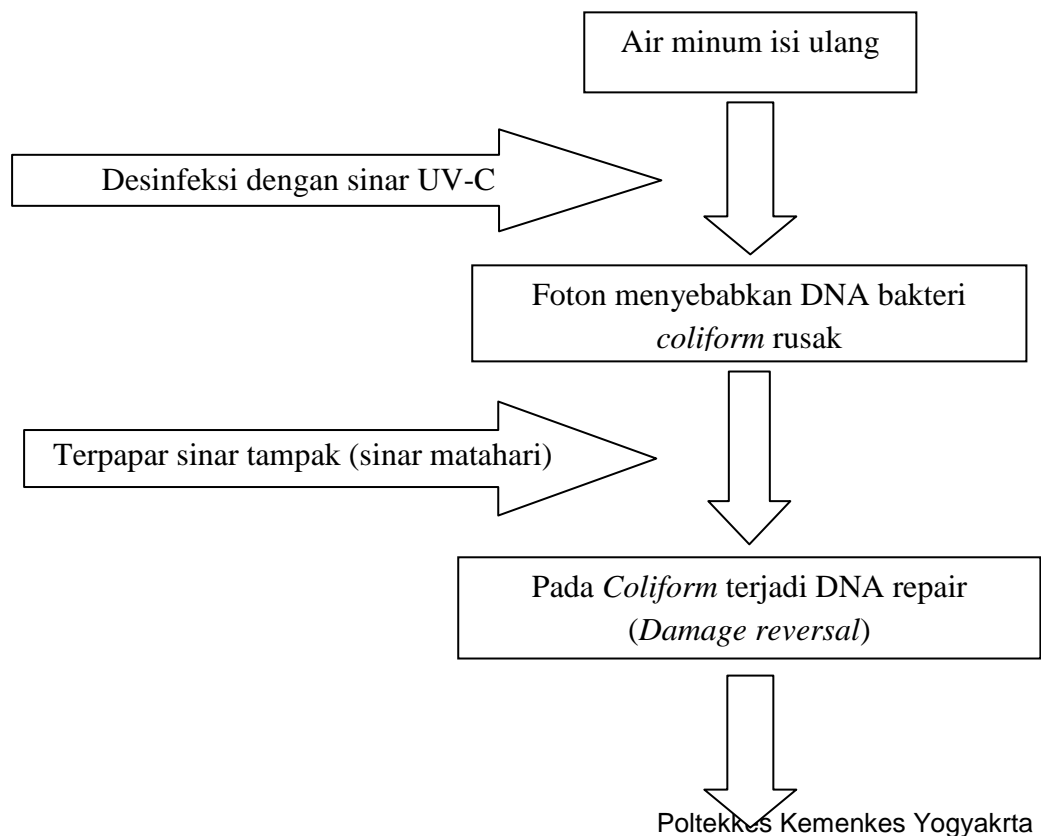 Air minum isi ulang
Desinfeksi dengan sinar UV-C
Foton menyebabkan DNA bakteri
coliform rusak
Terpapar sinar tampak (sinar matahari)
Pada Coliform terjadi DNA repair
(Damage reversal)
Poltekkes Kemenkes Yogyakrta